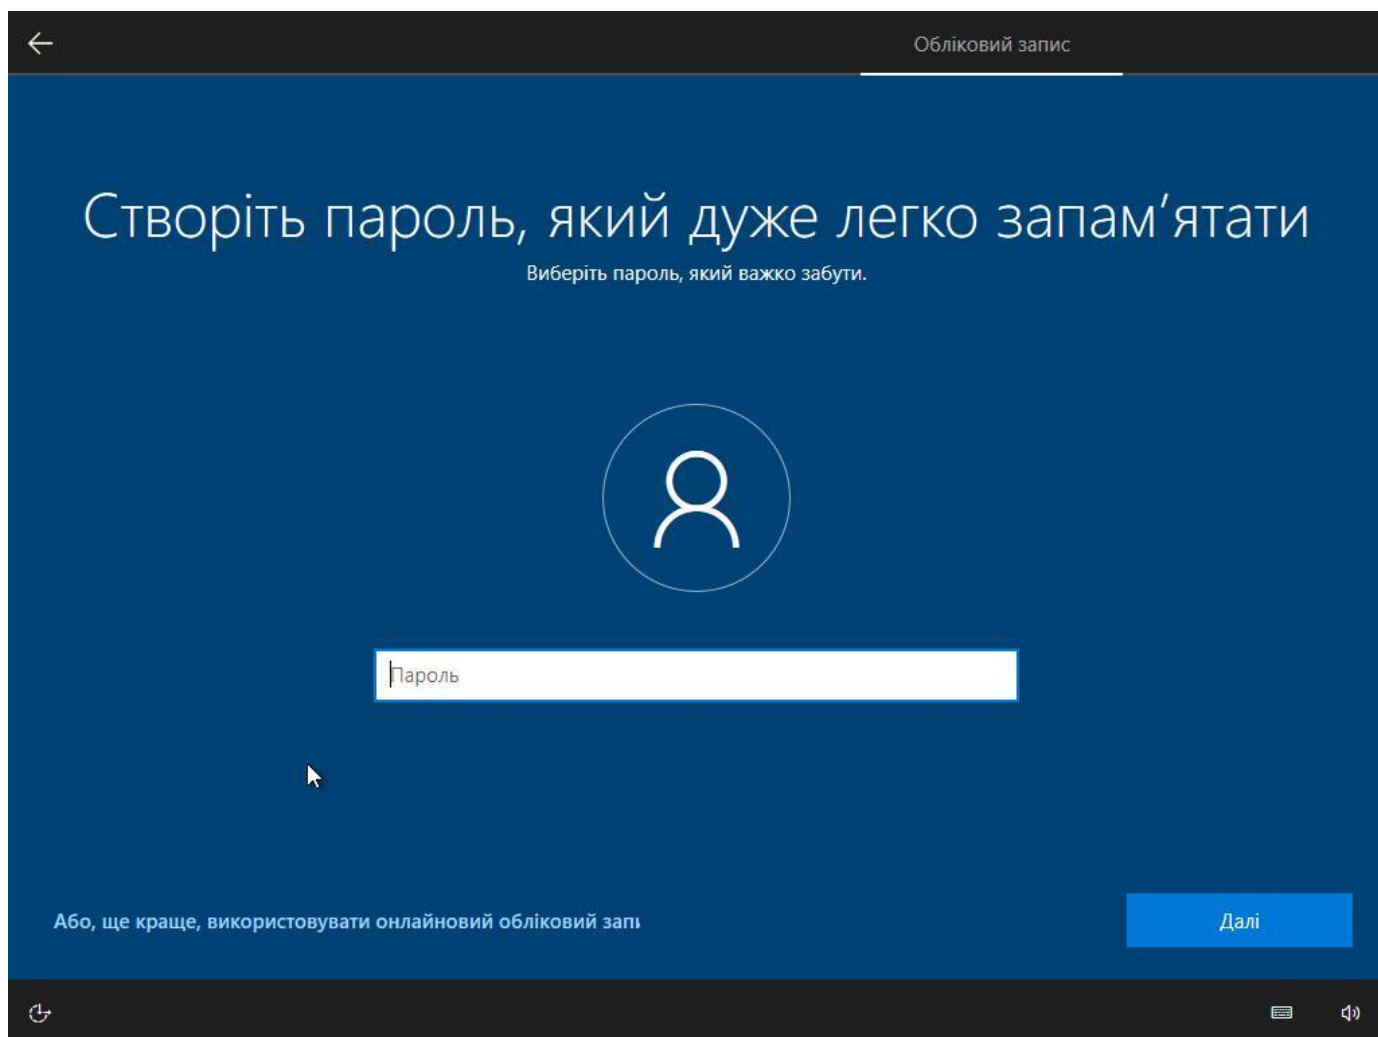 Обліковий запис
Створіть пароль, який дуже легко запам’ятати
Виберіть пароль, який важко забути.
Пароль
Або, ще краще, використовувати онлайновий обліковий запи
Далі